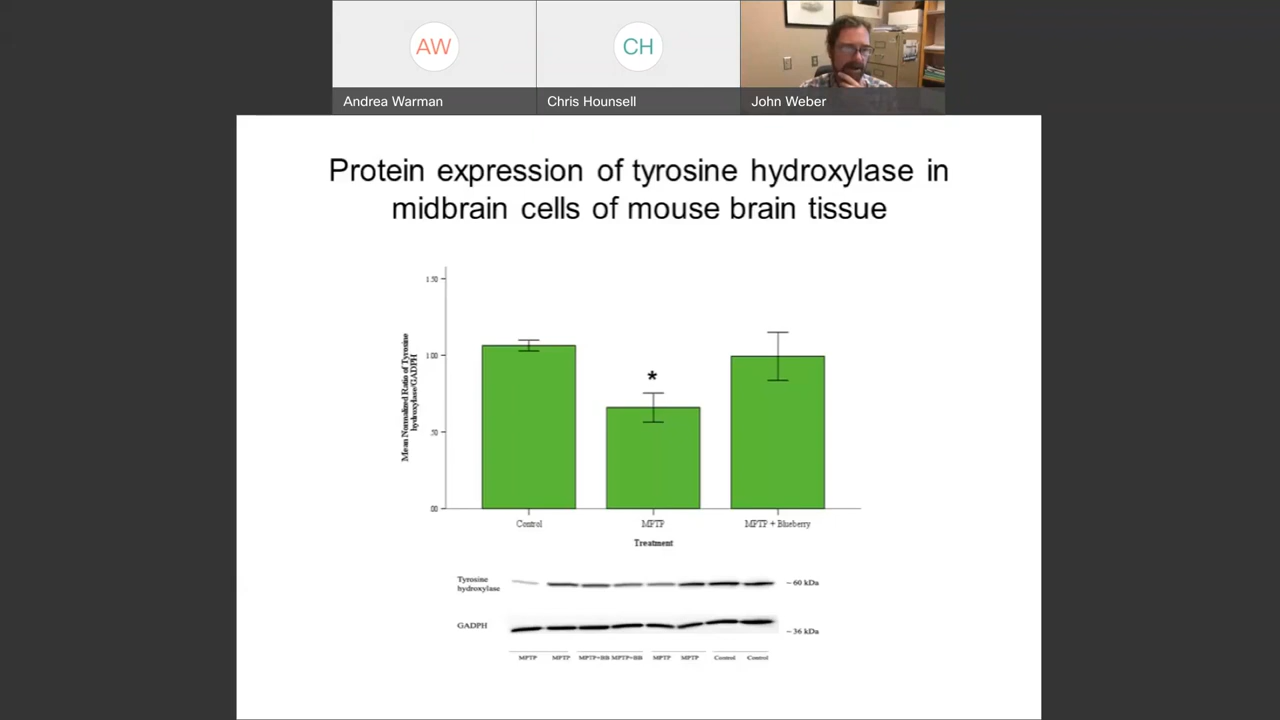 AW
CH
Andrea Warman
Chris Hounsell
John Weber
Protein expression of tyrosine hydroxylase in
midbrain cells of mouse brain tissue
1.50
1.00
.50
.00
Mean Normalized Ratio of Tyrosine
hydroxylase/GADPH
*
Control
MPTP
MPTP + Blueberry
Treatment
Tyrosine
hydroxylase
~ 60 kDa
GADPH
~ 36 kDa
MPTP MPTP MPTP+BB MPTP+BB MPTP MPTP Control Control